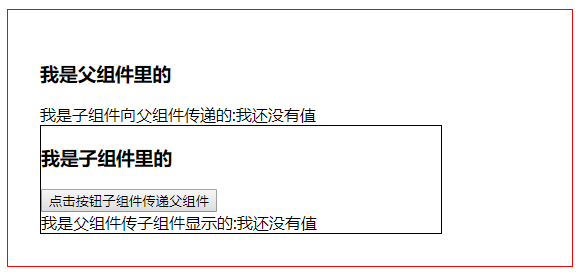 我是父组件里的
我是子组件向父组件传递的:我还没有值
我是子组件里的
点击按钮子组件传递父组件
我是父组件传子组件显示的:我还没有值